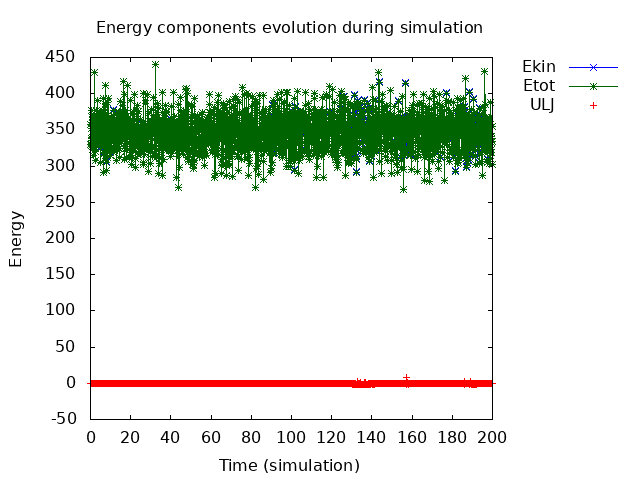 Energy components evolution during simulation
Energy
450
400
350
300
250
200
150
100
50
0
-50
0 20 40 60 80 100 120 140 160 180 200
Time (simulation)
Ekin
Etot
ULJ